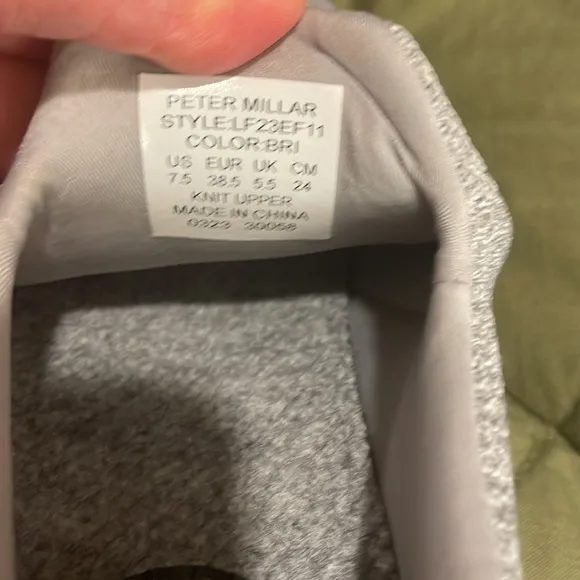 PETER MILLAR
STYLE:LF23EF11
COLOR:BRI
US EUR UK CM
7.5 38.5 5.5 24
KNIT UPPER
MADE IN CHINA
0323 30058